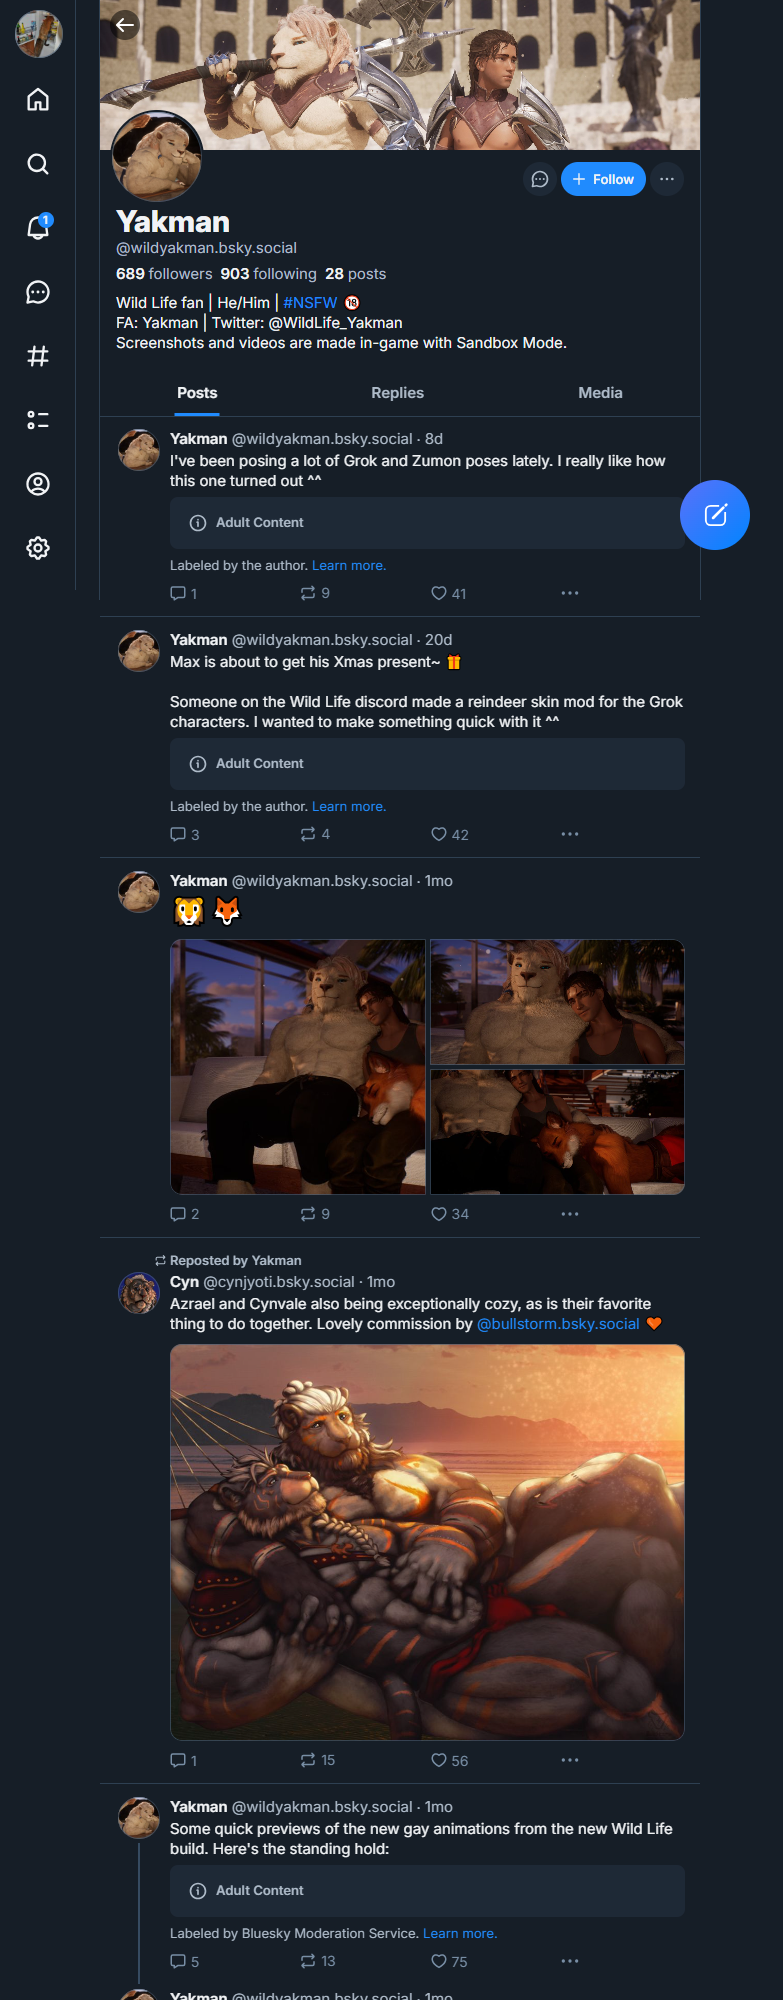 1
Follow
Yakman
@wildyakman.bsky.social
689 followers 903 following 28 posts
Wild Life fan | He/Him | #NSFW 🔞
FA: Yakman | Twitter: @WildLife_Yakman
Screenshots and videos are made in-game with Sandbox Mode.
Posts Replies Media
Yakman @wildyakman.bsky.social · 8d
I've been posing a lot of Grok and Zumon poses lately. I really like how
this one turned out ^^
Adult Content
Labeled by the author. Learn more.
1 9 41
Yakman @wildyakman.bsky.social · 20d
Max is about to get his Xmas present~ 🎁
Someone on the Wild Life discord made a reindeer skin mod for the Grok
characters. I wanted to make something quick with it ^^
Adult Content
Labeled by the author. Learn more.
3 4 42
Yakman @wildyakman.bsky.social · 1mo
🦁🦊
2 9 34
Reposted by Yakman
Cyn @cynjyoti.bsky.social · 1mo
Azrael and Cynvale also being exceptionally cozy, as is their favorite
thing to do together. Lovely commission by @bullstorm.bsky.social 🧡
1 15 56
Yakman @wildyakman.bsky.social · 1mo
Some quick previews of the new gay animations from the new Wild Life
build. Here's the standing hold:
Adult Content
Labeled by Bluesky Moderation Service. Learn more.
5 13 75
Yakman @wildyakman.bsky.social · 1mo